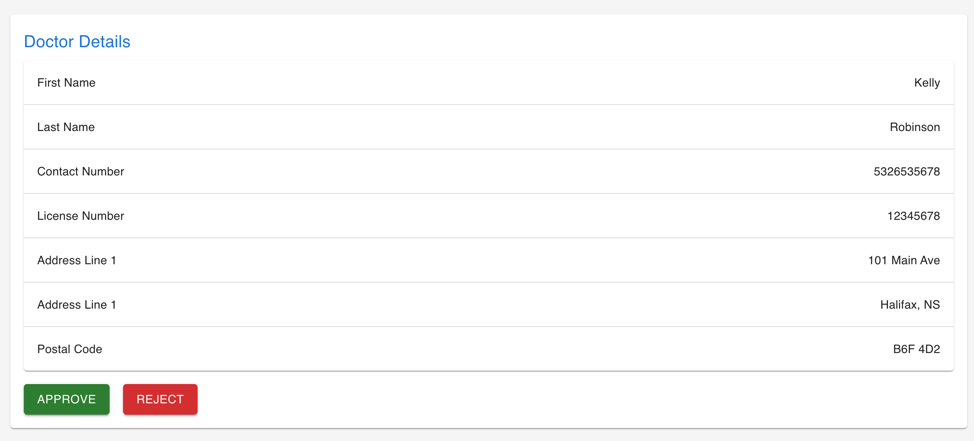 Doctor Details
First Name Kelly
Last Name Robinson
Contact Number 5326535678
License Number 12345678
Address Line 1 101 Main Ave
Address Line 1 Halifax, NS
Postal Code B6F 4D2
APPROVE REJECT